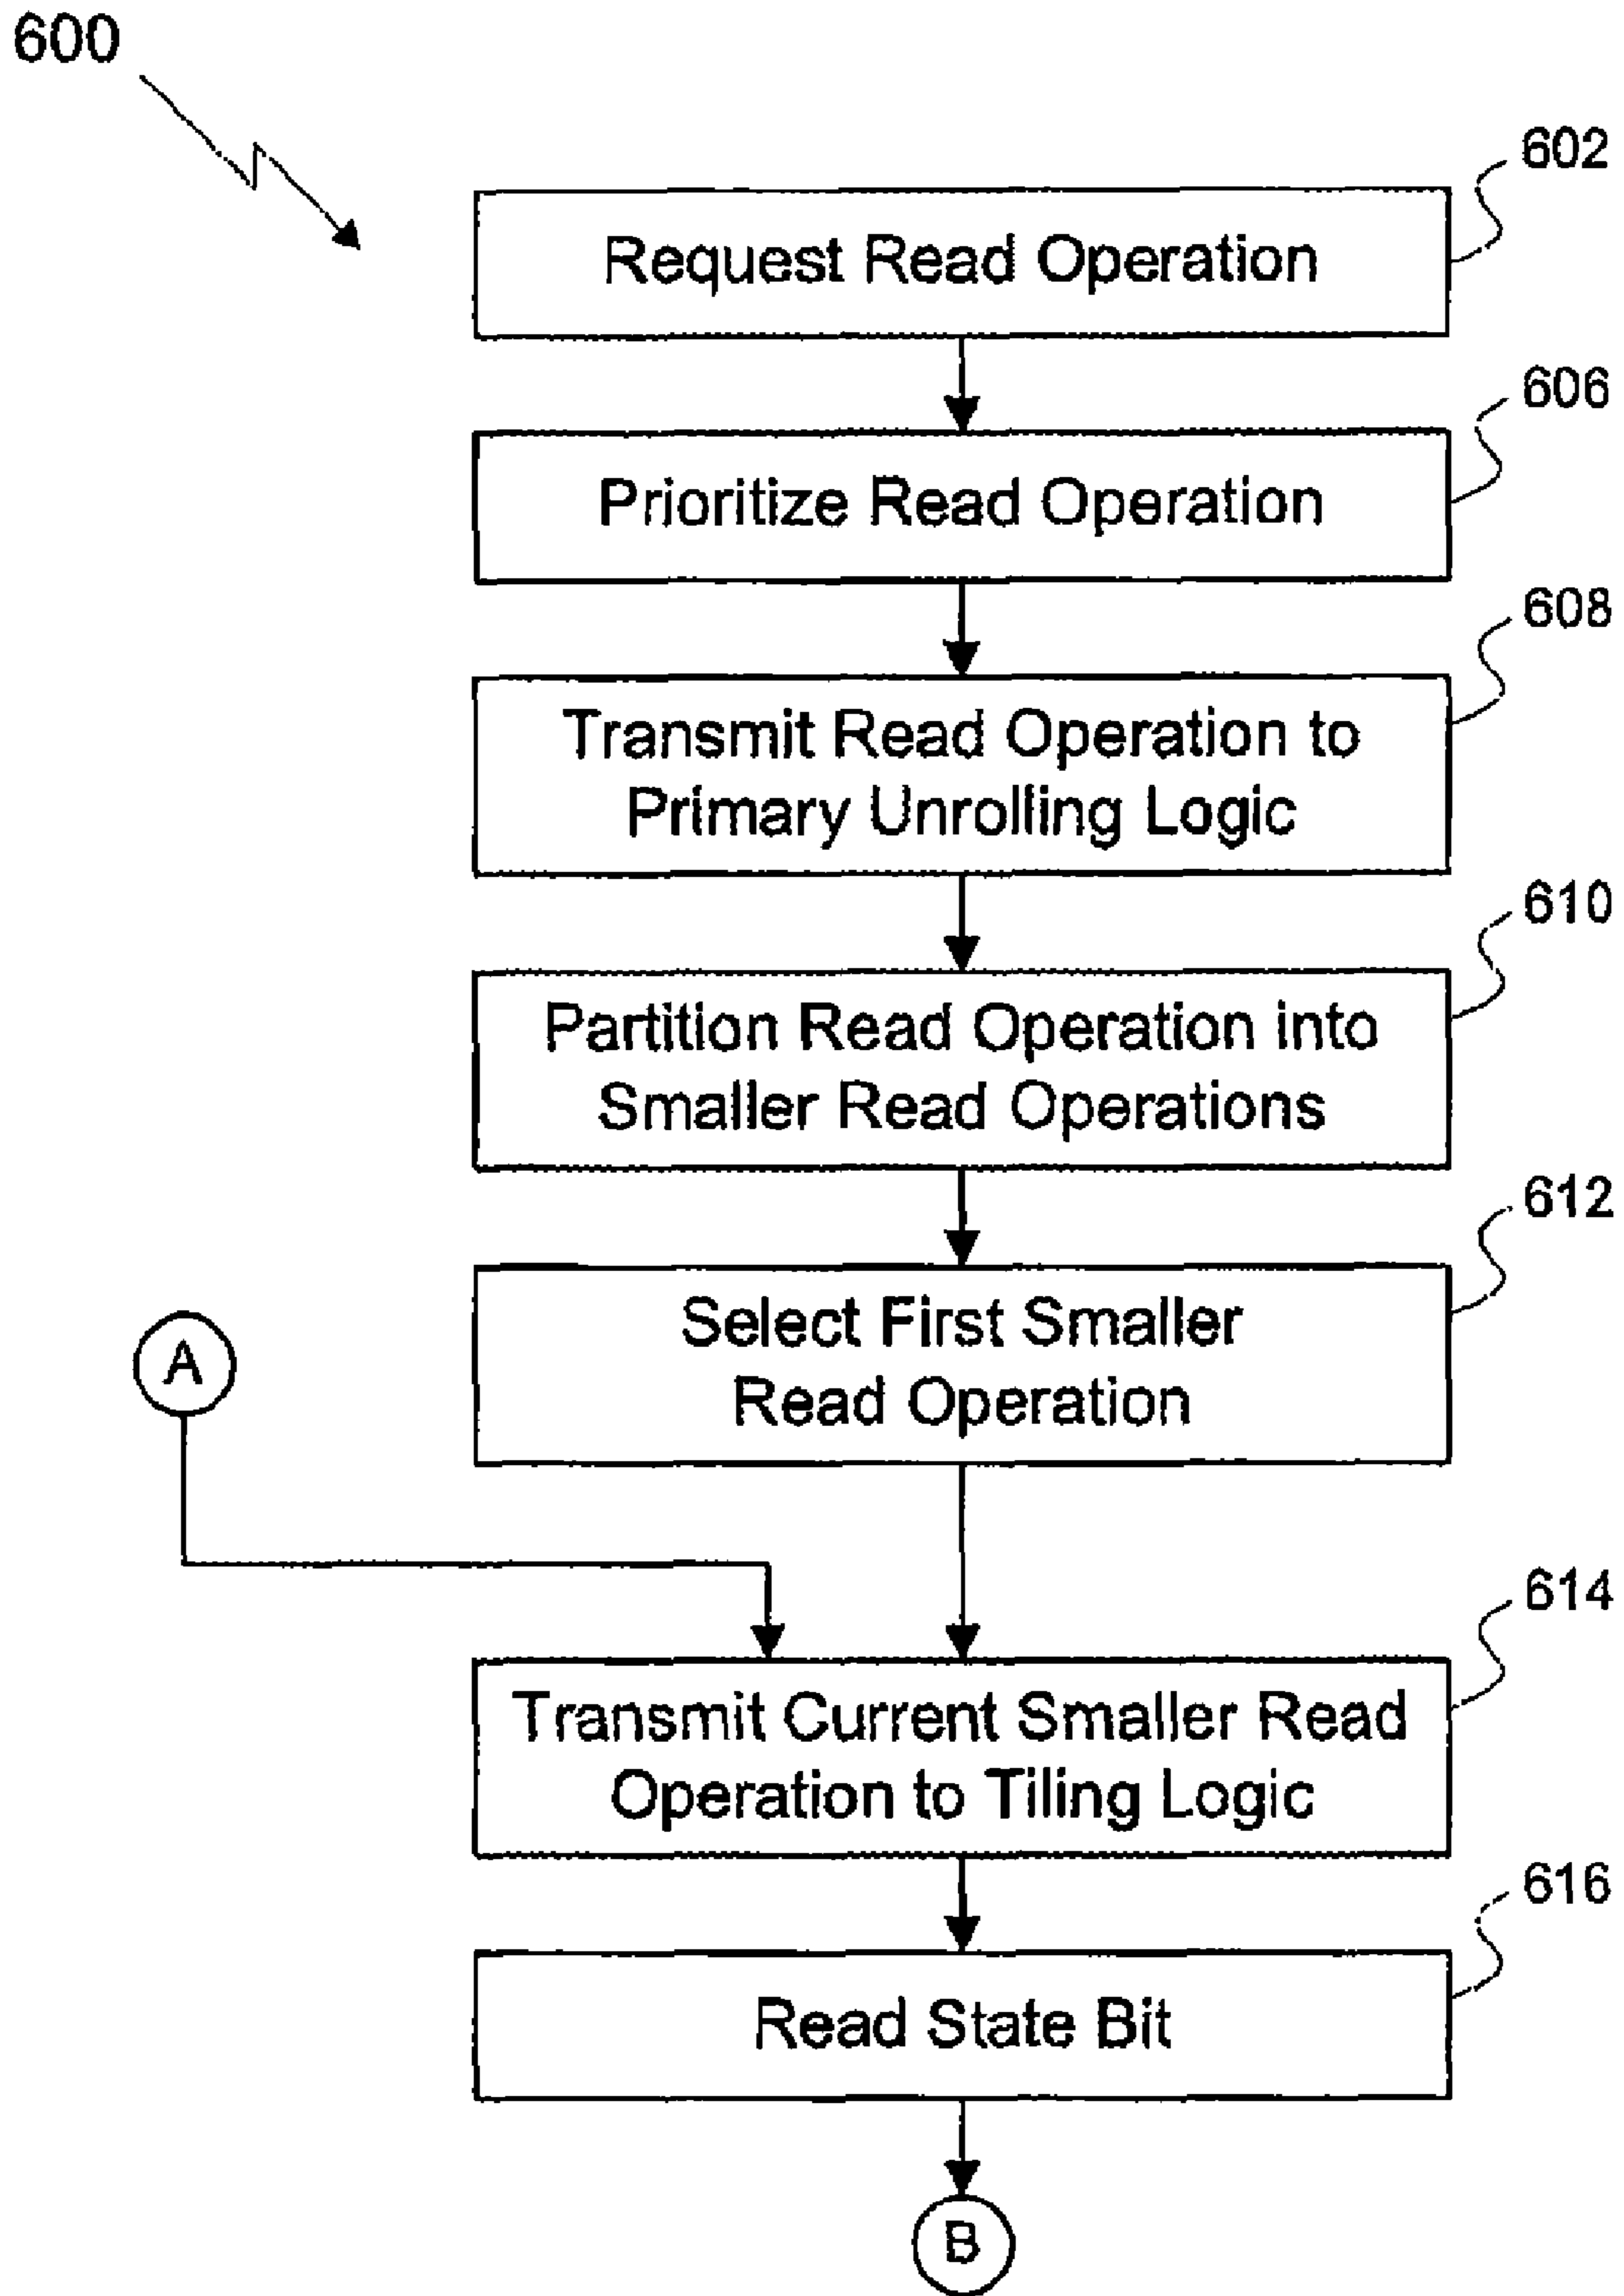 600
602
Request Read Operation
606
Prioritize Read Operation
608
Transmit Read Operation to
Primary Unrolling Logic
610
Partition Read Operation into
Smaller Read Operations
612
Select First Smaller
Read Operation
A
614
Transmit Current Smaller Read
Operation to Tiling Logic
616
Read State Bit
B